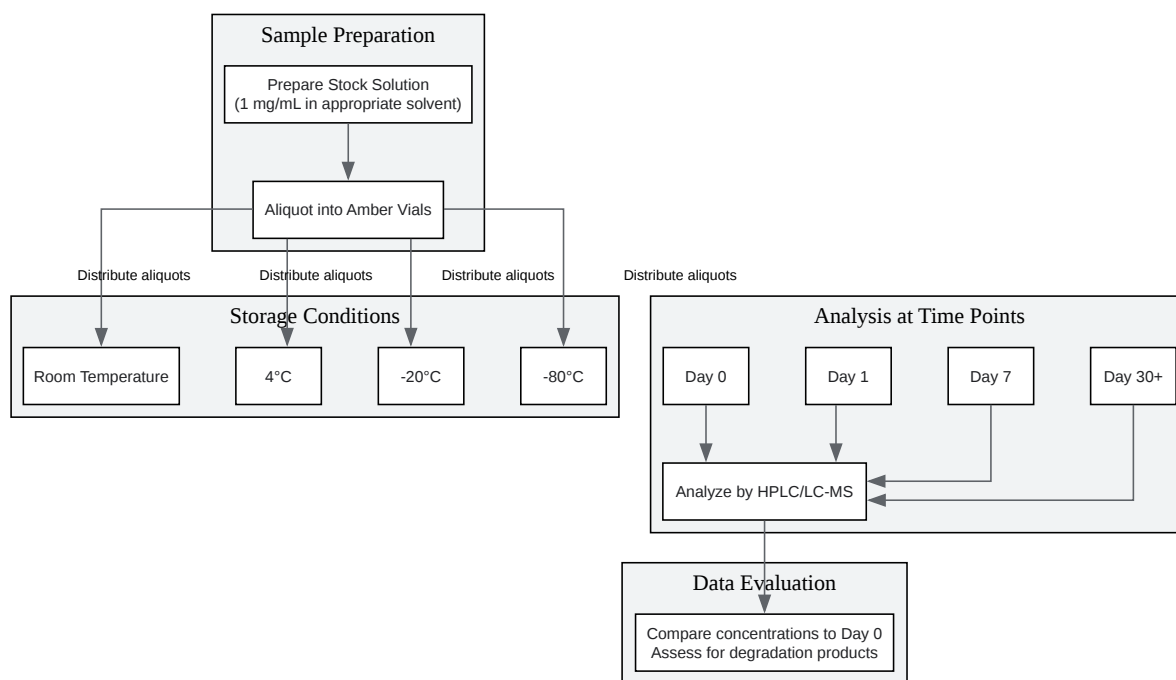 Sample Preparation
Prepare Stock Solution
(1 mg/mL in appropriate solvent)
Aliquot into Amber Vials
Distribute aliquots
Distribute aliquots
Distribute aliquots
Distribute aliquots
Storage Conditions
Room Temperature
4°C
-20°C
-80°C
Analysis at Time Points
Day 0
Day 1
Day 7
Day 30+
Analyze by HPLC/LC-MS
Data Evaluation
Compare concentrations to Day 0
Assess for degradation products